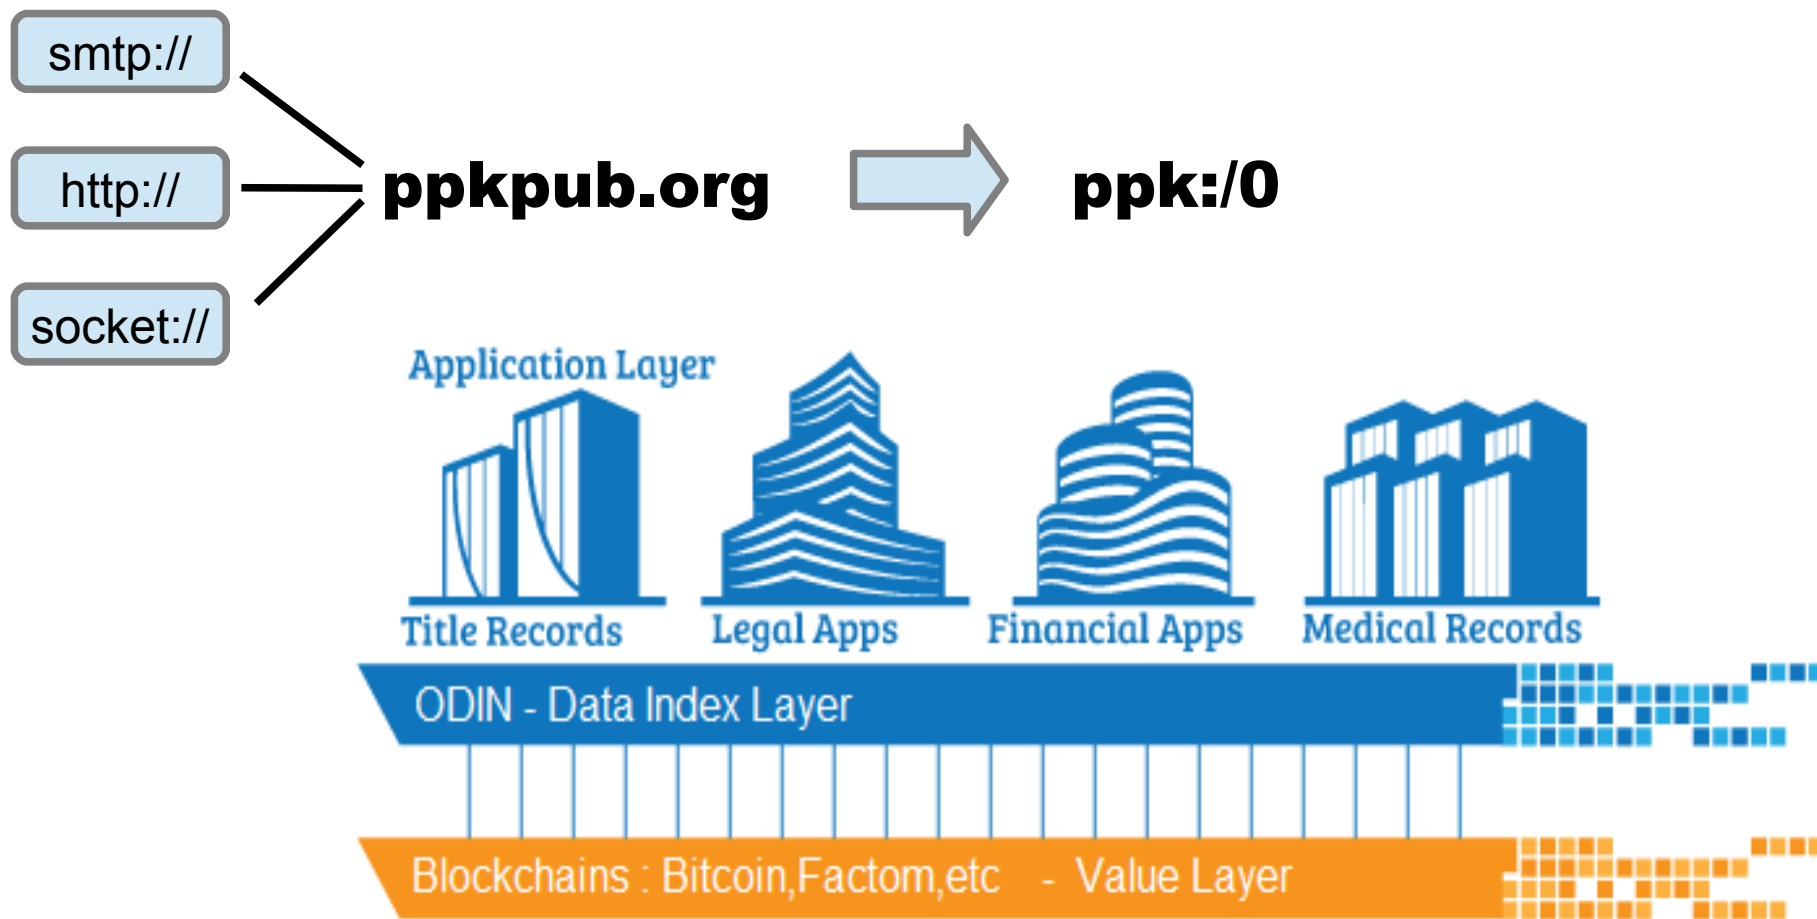 smtp://
http://
ppkpub.org
ppk:/0
socket://
Application Layer
Title Records
Legal Apps
Financial Apps
Medical Records
ODIN - Data Index Layer
Blockchains : Bitcoin,Factom,etc - Value Layer